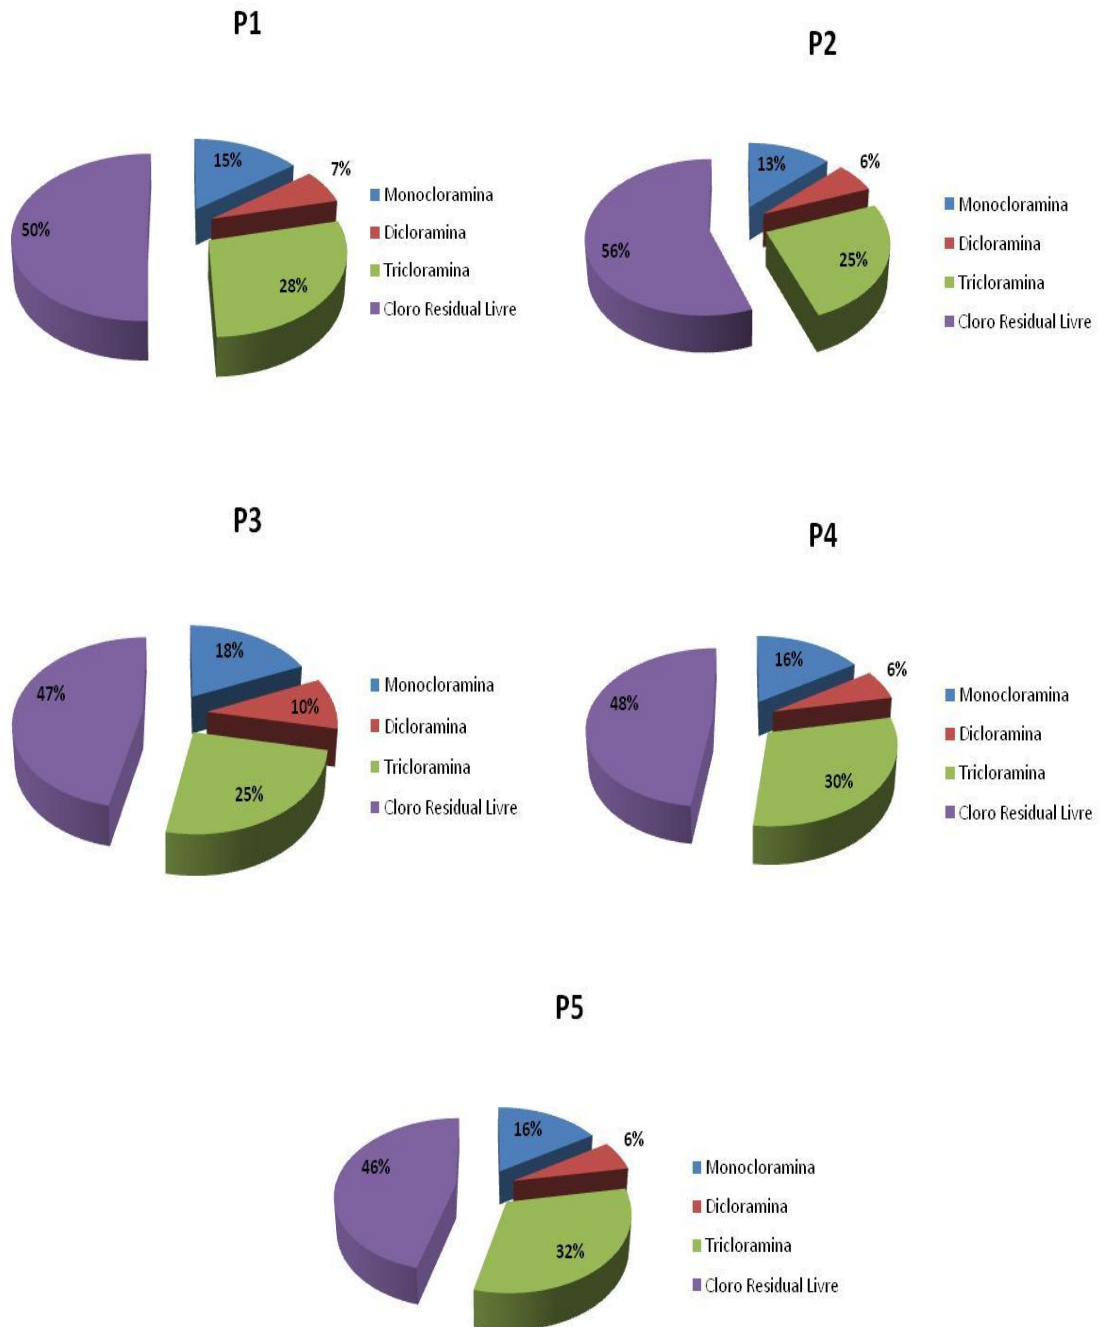 P1
15%
7%
50%
28%
Monocloramina
Dicloramina
Tricloramina
Cloro Residual Livre
P2
13%
6%
56%
25%
Monocloramina
Dicloramina
Tricloramina
Cloro Residual Livre
P3
18%
47%
10%
25%
Monocloramina
Dicloramina
Tricloramina
Cloro Residual Livre
P4
16%
6%
48%
30%
Monocloramina
Dicloramina
Tricloramina
Cloro Residual Livre
P5
16%
6%
46%
32%
Monocloramina
Dicloramina
Tricloramina
Cloro Residual Livre